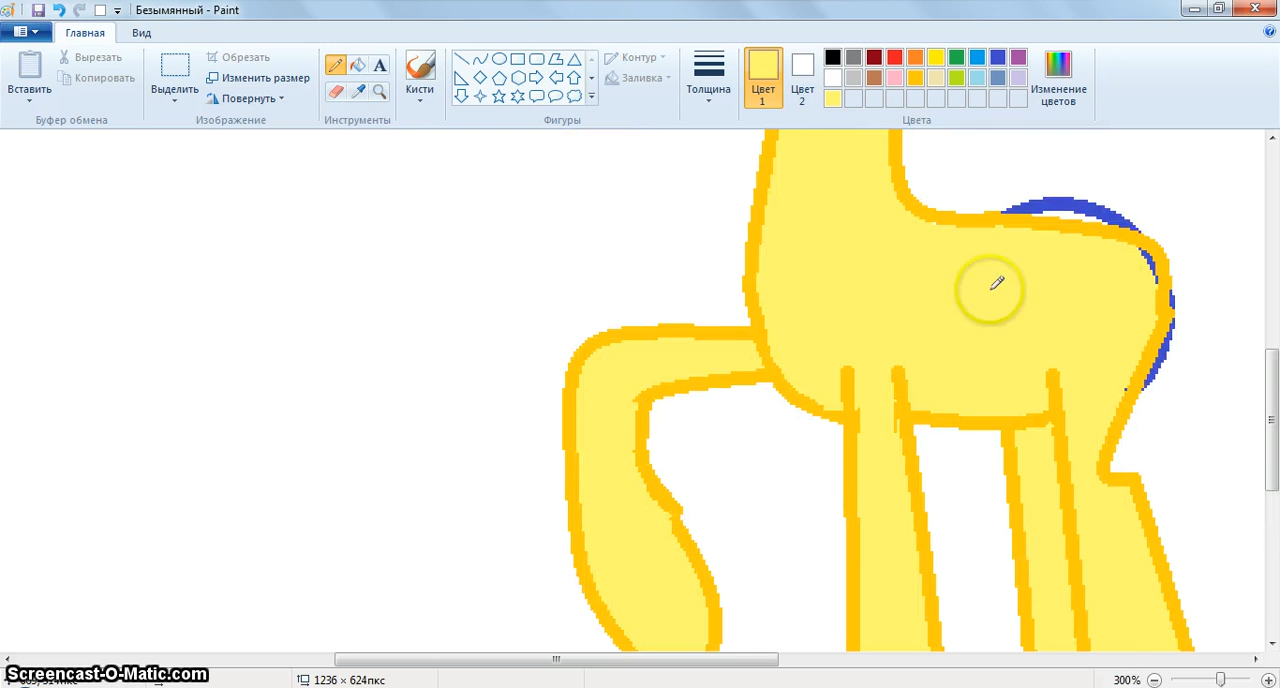 Безымянный - Paint
Главная
Вид
Вставить
Вырезать
Копировать
Буфер обмена
Выделить
Обрезать
Изменить размер
Повернуть
Изображение
A
Инструменты
Кисти
Контур
Заливка
Фигуры
Толщина
Цвет 1
Цвет 2
Изменение цветов
Цвета
Screencast-O-Matic.com
1236 × 624пкс
300%